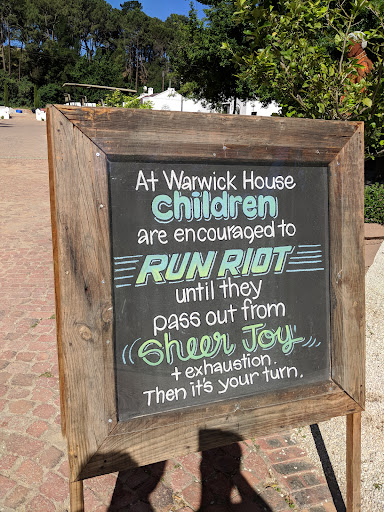 At Warwick House
children
are encouraged to
RUN RIOT
until they
pass out from
Sheer Joy
+ exhaustion.
Then it's your turn.